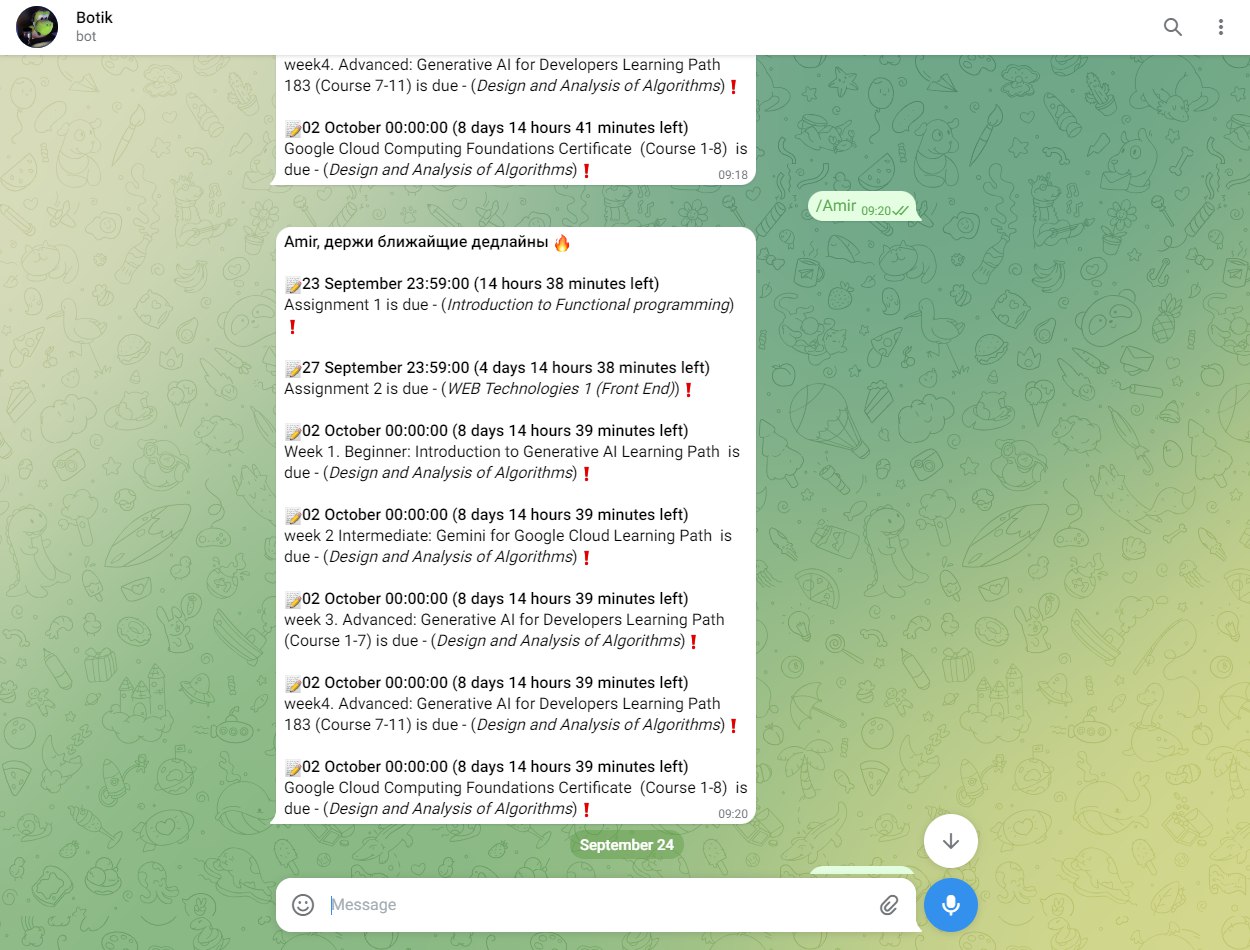 Botik
bot
week4. Advanced: Generative AI for Developers Learning Path
183 (Course 7-11) is due - (Design and Analysis of Algorithms)❗
📝02 October 00:00:00 (8 days 14 hours 41 minutes left)
Google Cloud Computing Foundations Certificate (Course 1-8) is
due - (Design and Analysis of Algorithms)❗
09:18
/Amir 09:20
Amir, держи ближайщие дедлайны 🔥
📝23 September 23:59:00 (14 hours 38 minutes left)
Assignment 1 is due - (Introduction to Functional programming)
❗
📝27 September 23:59:00 (4 days 14 hours 38 minutes left)
Assignment 2 is due - (WEB Technologies 1 (Front End))❗
📝02 October 00:00:00 (8 days 14 hours 39 minutes left)
Week 1. Beginner: Introduction to Generative AI Learning Path is
due - (Design and Analysis of Algorithms)❗
📝02 October 00:00:00 (8 days 14 hours 39 minutes left)
week 2 Intermediate: Gemini for Google Cloud Learning Path is
due - (Design and Analysis of Algorithms)❗
📝02 October 00:00:00 (8 days 14 hours 39 minutes left)
week 3. Advanced: Generative AI for Developers Learning Path
(Course 1-7) is due - (Design and Analysis of Algorithms)❗
📝02 October 00:00:00 (8 days 14 hours 39 minutes left)
week4. Advanced: Generative AI for Developers Learning Path
183 (Course 7-11) is due - (Design and Analysis of Algorithms)❗
📝02 October 00:00:00 (8 days 14 hours 39 minutes left)
Google Cloud Computing Foundations Certificate (Course 1-8) is
due - (Design and Analysis of Algorithms)❗
09:20
September 24
Message